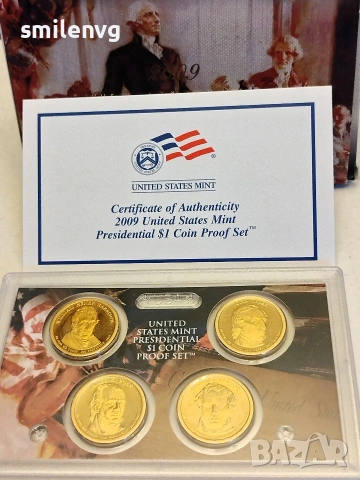 smilenvg
UNITED STATES MINT
Certificate of Authenticity
2009 United States Mint
Presidential $1 Coin Proof Set™
UNITED
STATES MINT
PRESIDENTIAL
$1 COIN
PROOF SET™
BAZAR